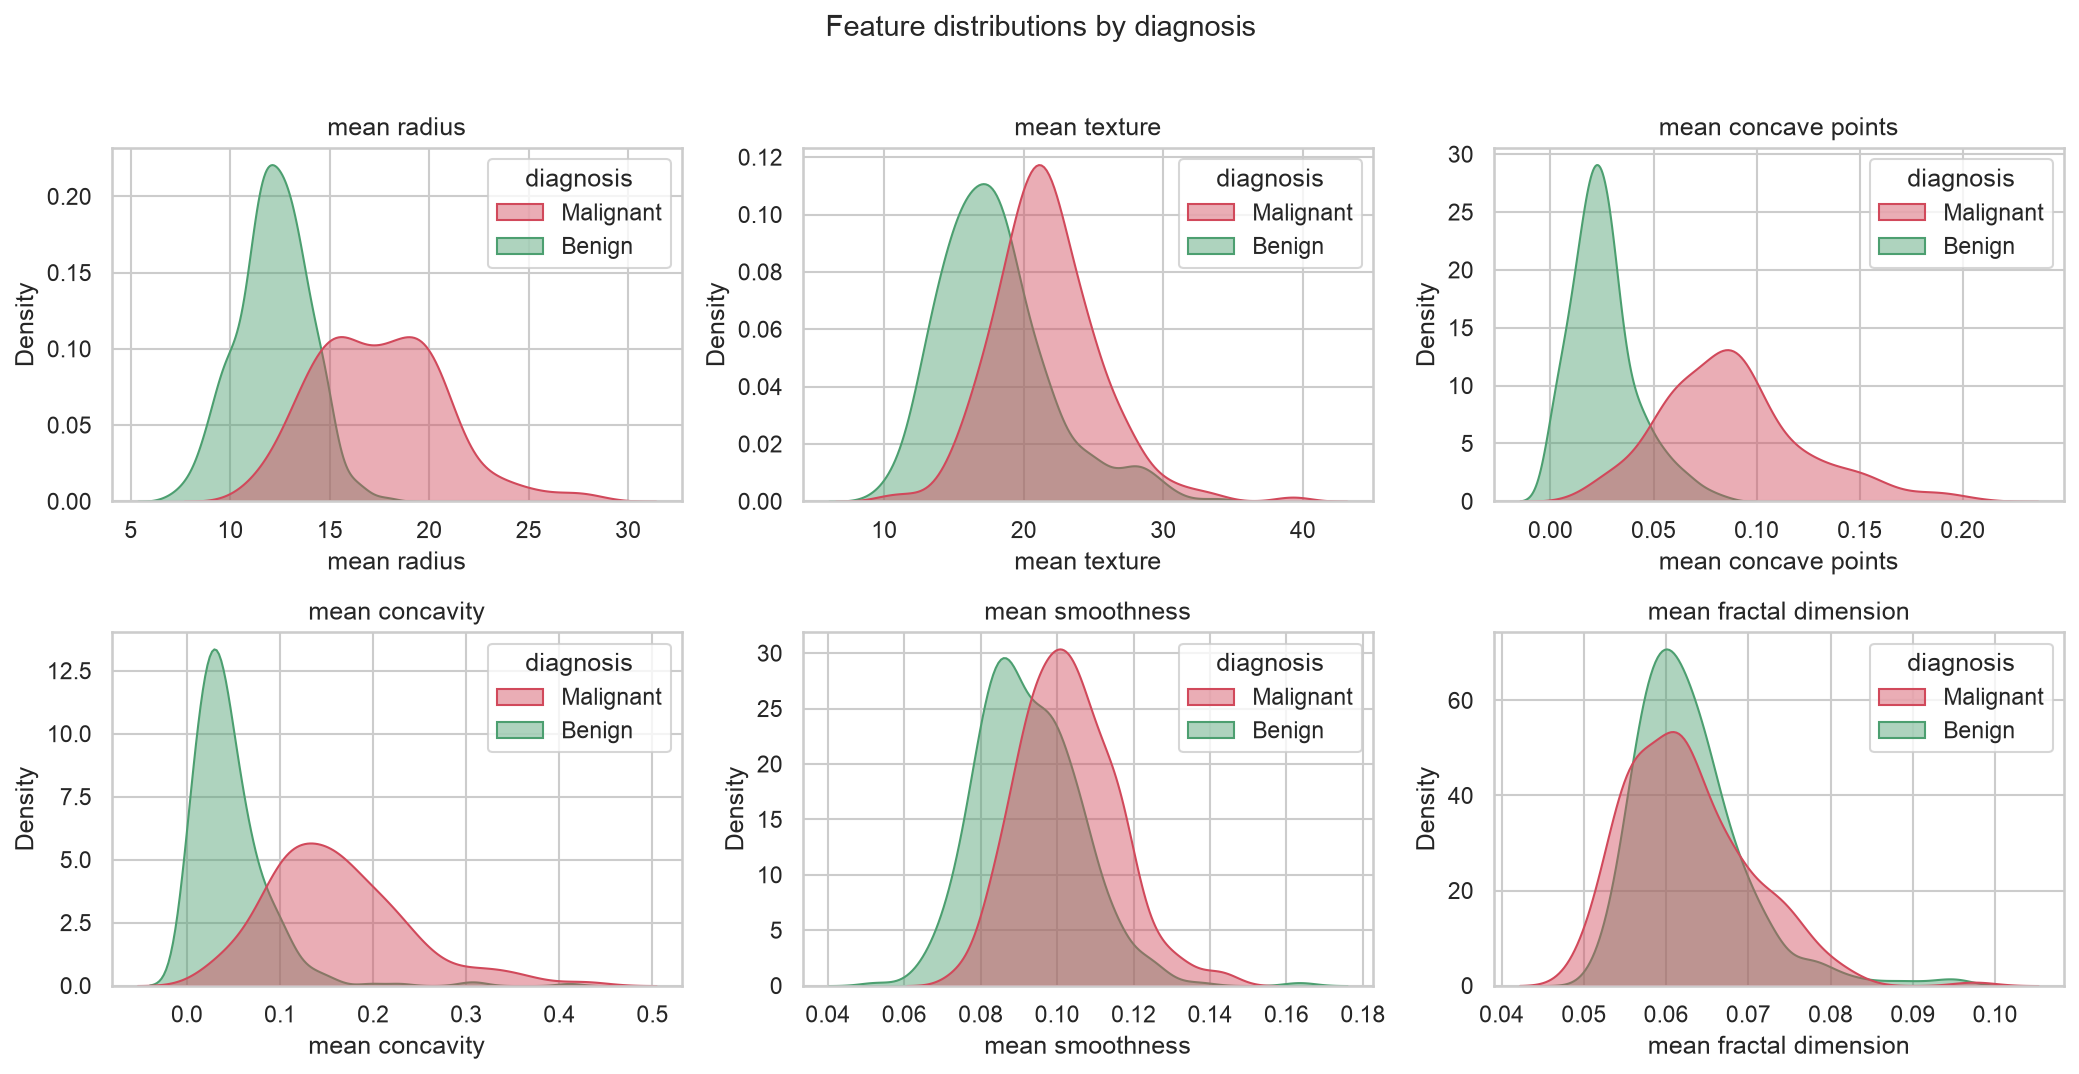 Feature distributions by diagnosis
mean radius
Density
0.20
0.15
0.10
0.05
0.00
5 10 15 20 25 30
mean radius
diagnosis
Malignant
Benign
mean texture
Density
0.12
0.10
0.08
0.06
0.04
0.02
0.00
10 20 30 40
mean texture
diagnosis
Malignant
Benign
mean concave points
Density
30
25
20
15
10
5
0
0.00 0.05 0.10 0.15 0.20
mean concave points
diagnosis
Malignant
Benign
mean concavity
Density
12.5
10.0
7.5
5.0
2.5
0.0
0.0 0.1 0.2 0.3 0.4 0.5
mean concavity
diagnosis
Malignant
Benign
mean smoothness
Density
30
25
20
15
10
5
0
0.04 0.06 0.08 0.10 0.12 0.14 0.16 0.18
mean smoothness
diagnosis
Malignant
Benign
mean fractal dimension
Density
60
40
20
0
0.04 0.05 0.06 0.07 0.08 0.09 0.10
mean fractal dimension
diagnosis
Malignant
Benign